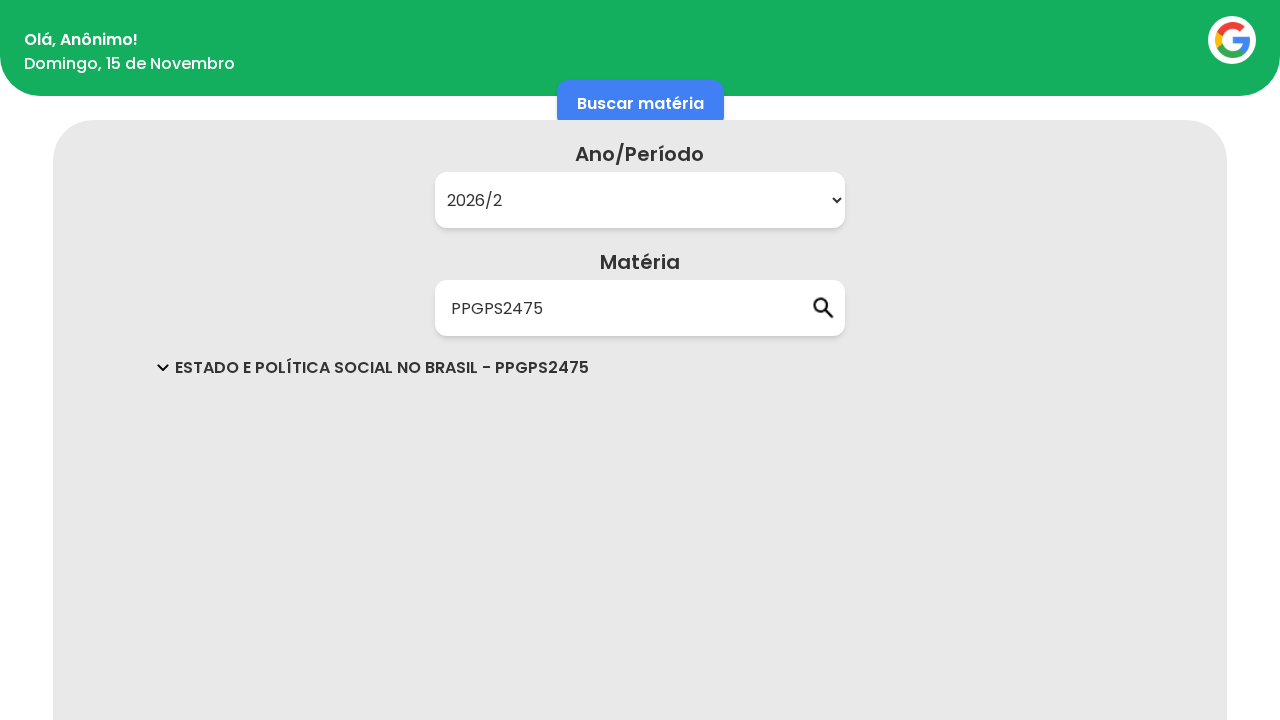 Olá, Anônimo!
Domingo, 15 de Novembro
Buscar matéria
Ano/Período
2026/2
Matéria
PPGPS2475
ESTADO E POLÍTICA SOCIAL NO BRASIL - PPGPS2475